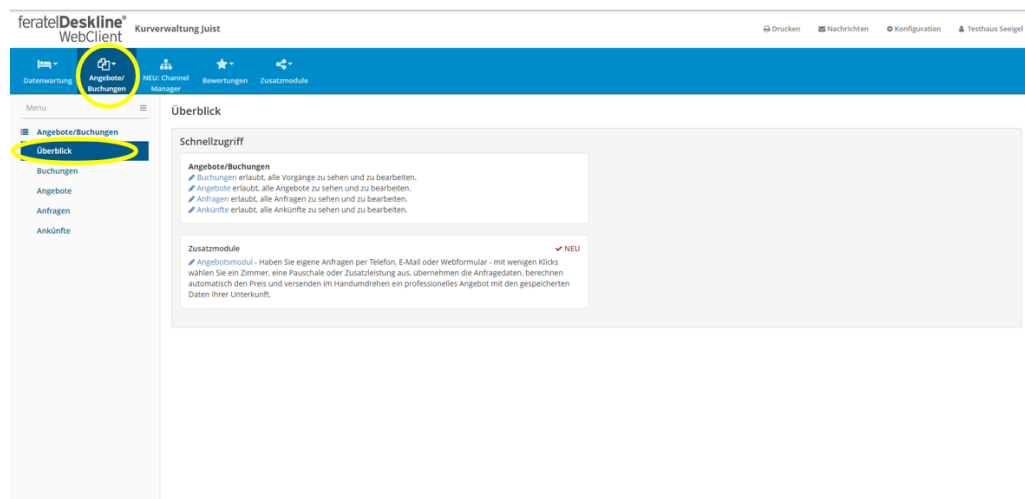 feratelDeskline®
WebClient
Kurverwaltung Juist
Drucken
Nachrichten
Konfiguration
Testhaus Seeigel
Datenwartung
Angebote/
Buchungen
NEU: Channel
Manager
Bewertungen
Zusatzmodule
Menu
Angebote/Buchungen
Überblick
Buchungen
Angebote
Anfragen
Ankünfte
Überblick
Schnellzugriff
Angebote/Buchungen
Buchungen erlaubt, alle Vorgänge zu sehen und zu bearbeiten.
Angebote erlaubt, alle Angebote zu sehen und zu bearbeiten.
Anfragen erlaubt, alle Anfragen zu sehen und zu bearbeiten.
Ankünfte erlaubt, alle Ankünfte zu sehen und zu bearbeiten.
Zusatzmodule
NEU
Angebotsmodul - Haben Sie eigene Anfragen per Telefon, E-Mail oder Webformular - mit wenigen Klicks
wählen Sie ein Zimmer, eine Pauschale oder Zusatzleistung aus, übernehmen die Anfragedaten, berechnen
automatisch den Preis und versenden im Handumdrehen ein professionelles Angebot mit den gespeicherten
Daten Ihrer Unterkunft.